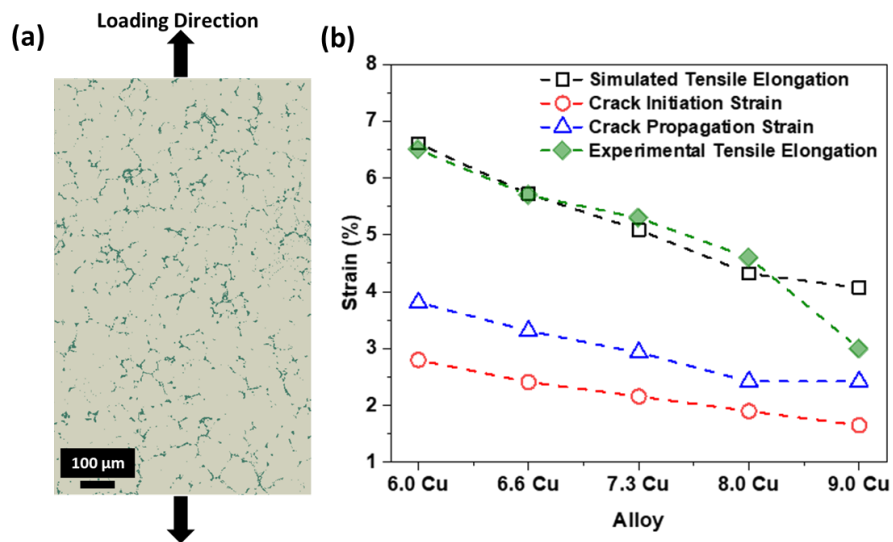 (a)
Loading Direction
100 µm
(b)
8
7
6
5
4
3
2
1
Strain (%)
Simulated Tensile Elongation
Crack Initiation Strain
Crack Propagation Strain
Experimental Tensile Elongation
6.0 Cu 6.6 Cu 7.3 Cu 8.0 Cu 9.0 Cu
Alloy